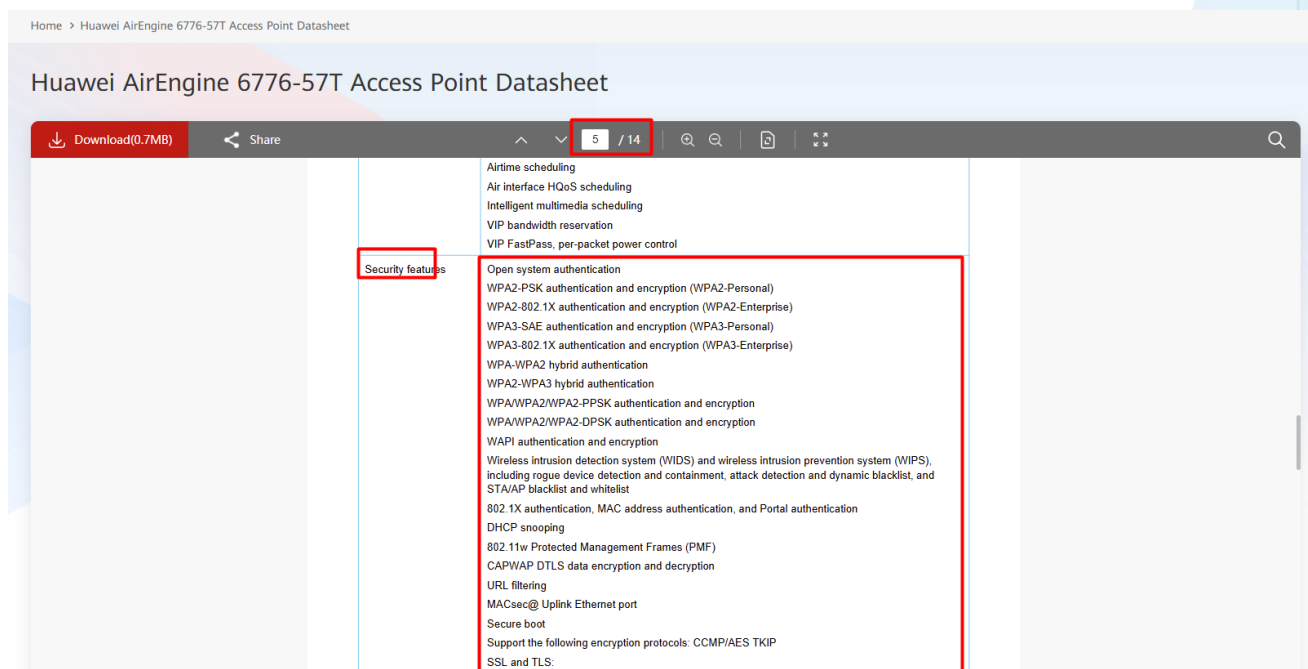 Home > Huawei AirEngine 6776-57T Access Point Datasheet
Huawei AirEngine 6776-57T Access Point Datasheet
Download(0.7MB) Share 5 / 14
Airtime scheduling
Air interface HQoS scheduling
Intelligent multimedia scheduling
VIP bandwidth reservation
VIP FastPass, per-packet power control
Security features Open system authentication
WPA2-PSK authentication and encryption (WPA2-Personal)
WPA2-802.1X authentication and encryption (WPA2-Enterprise)
WPA3-SAE authentication and encryption (WPA3-Personal)
WPA3-802.1X authentication and encryption (WPA3-Enterprise)
WPA-WPA2 hybrid authentication
WPA2-WPA3 hybrid authentication
WPA/WPA2/WPA2-PPSK authentication and encryption
WPA/WPA2/WPA2-DPSK authentication and encryption
WAPI authentication and encryption
Wireless intrusion detection system (WIDS) and wireless intrusion prevention system (WIPS),
including rogue device detection and containment, attack detection and dynamic blacklist, and
STA/AP blacklist and whitelist
802.1X authentication, MAC address authentication, and Portal authentication
DHCP snooping
802.11w Protected Management Frames (PMF)
CAPWAP DTLS data encryption and decryption
URL filtering
MACsec@ Uplink Ethernet port
Secure boot
Support the following encryption protocols: CCMP/AES TKIP
SSL and TLS: